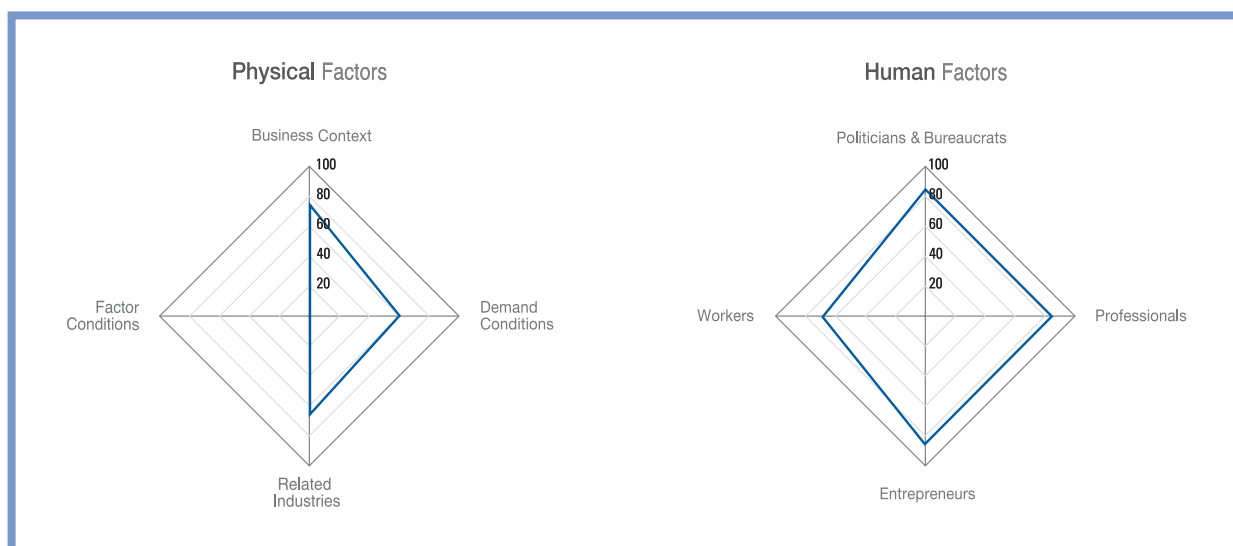 Physical Factors
Business Context
100
80
60
40
20
Factor
Conditions
Demand
Conditions
Related
Industries
Human Factors
Politicians & Bureaucrats
100
80
60
40
20
Workers
Professionals
Entrepreneurs